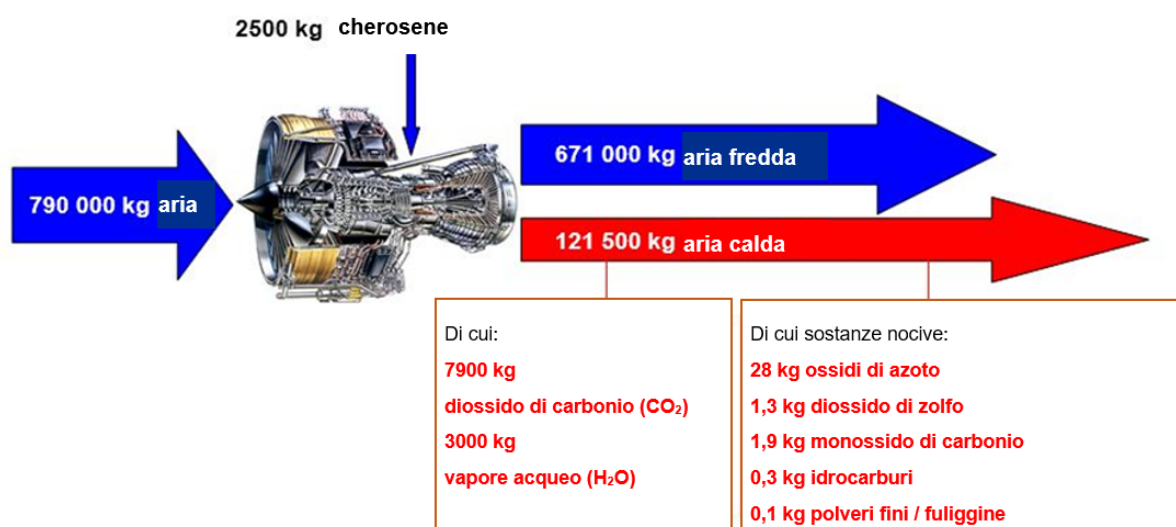 2500 kg cherosene
790 000 kg aria
671 000 kg aria fredda
121 500 kg aria calda
Di cui:
7900 kg
diossido di carbonio (CO₂)
3000 kg
vapore acqueo (H₂O)
Di cui sostanze nocive:
28 kg ossidi di azoto
1,3 kg diossido di zolfo
1,9 kg monossido di carbonio
0,3 kg idrocarburi
0,1 kg polveri fini / fuliggine